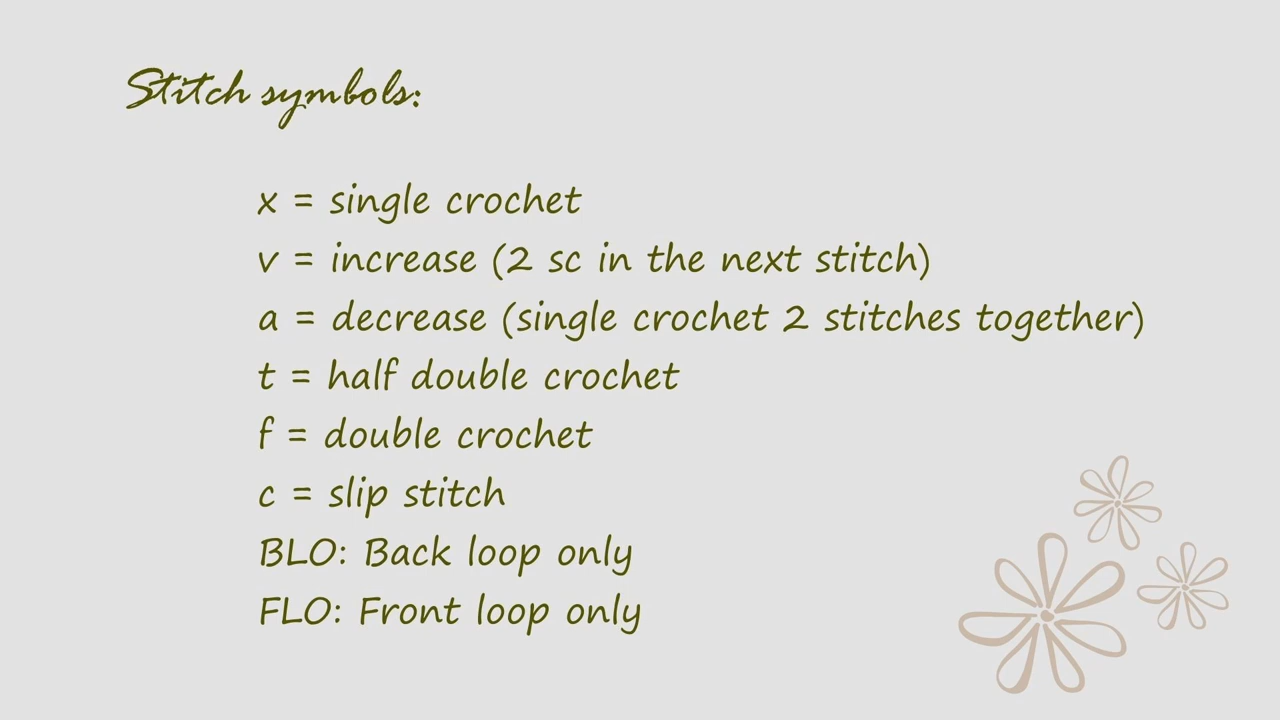 Stitch symbols:
x = single crochet
v = increase (2 sc in the next stitch)
a = decrease (single crochet 2 stitches together)
t = half double crochet
f = double crochet
c = slip stitch
BLO: Back loop only
FLO: Front loop only